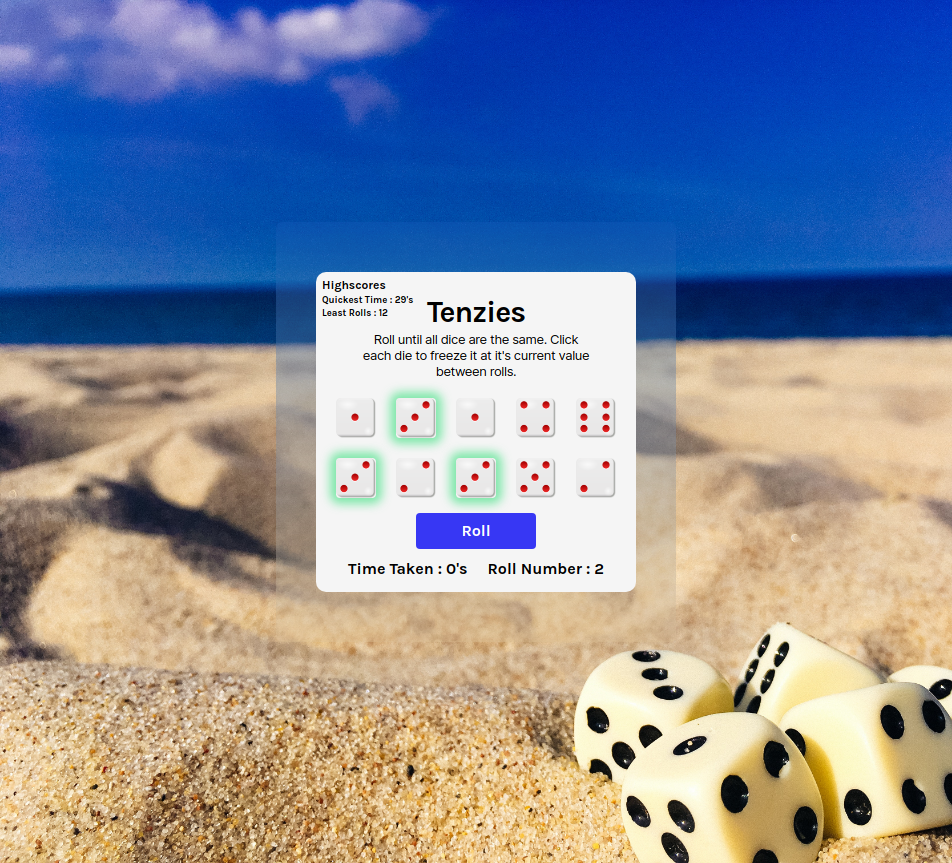 Highscores
Quickest Time : 29's
Least Rolls : 12
Tenzies
Roll until all dice are the same. Click
each die to freeze it at it's current value
between rolls.
Roll
Time Taken : 0's Roll Number : 2